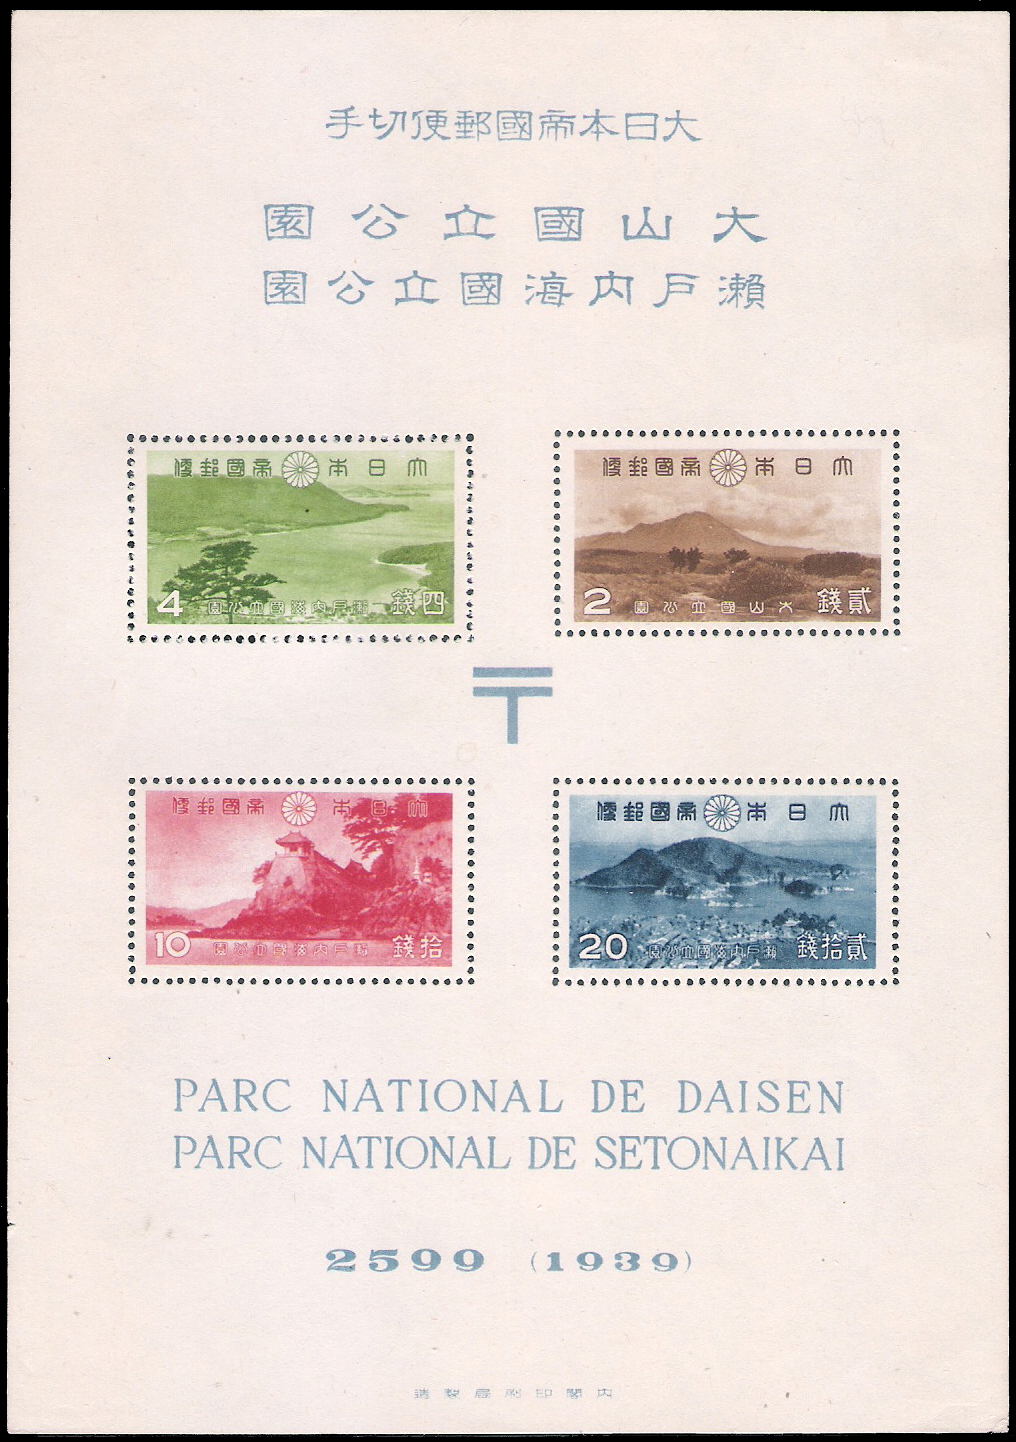 大日本帝國郵便切手
大山國立公園
瀨戸内海國立公園
大日本帝國郵便
4 瀨戸内海國立公園 四錢
大日本帝國郵便
2 大山國立公園 貳錢
〒
大日本帝國郵便
10 瀨戸内海國立公園 拾錢
大日本帝國郵便
20 瀨戸内海國立公園 貳拾錢
PARC NATIONAL DE DAISEN
PARC NATIONAL DE SETONAIKAI
2599 (1939)
内閣印刷局製造